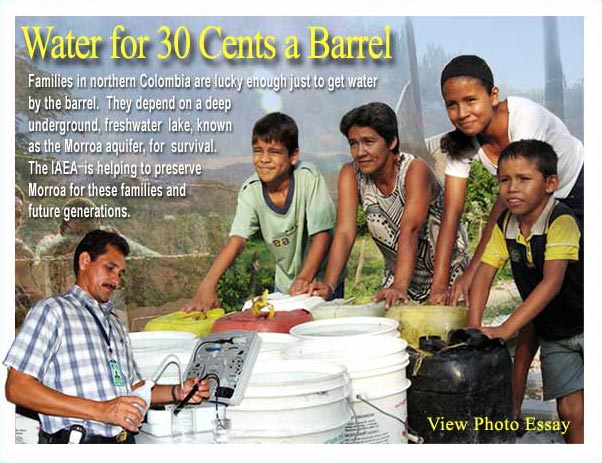 Water for 30 Cents a Barrel
Families in northern Colombia are lucky enough just to get water
by the barrel. They depend on a deep
underground, freshwater lake, known
as the Morroa aquifer, for survival.
The IAEA is helping to preserve
Morroa for these families and
future generations.
View Photo Essay